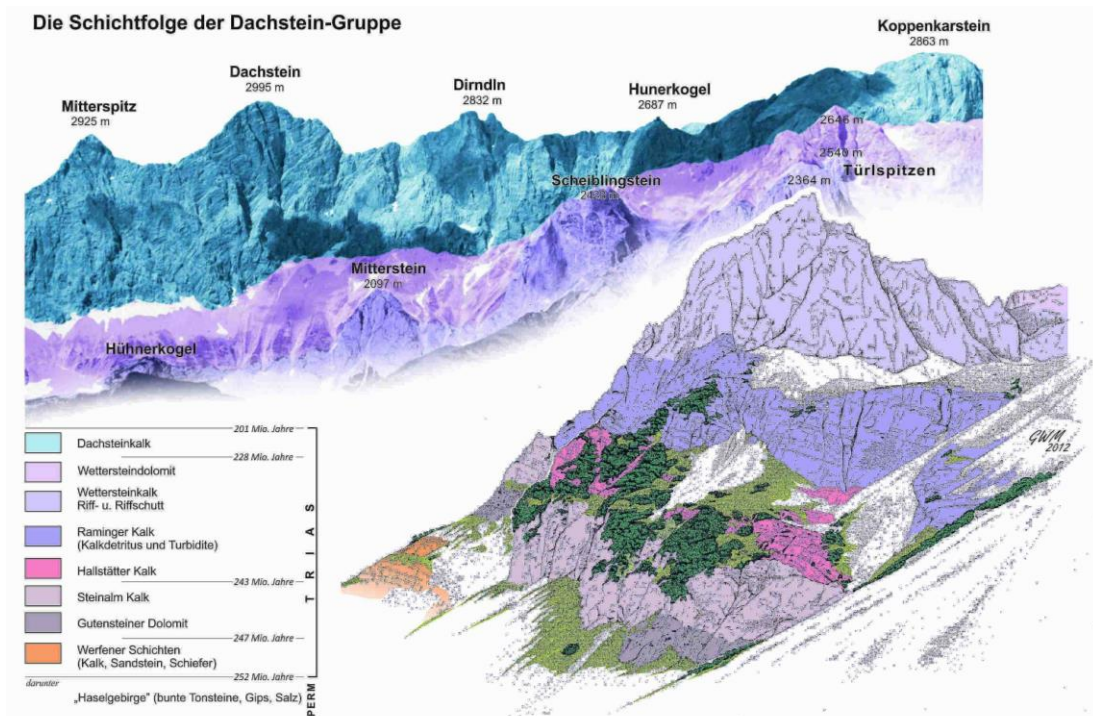 Die Schichtfolge der Dachstein-Gruppe
Koppenkarstein
2863 m
Dachstein
2995 m
Dirndln
2832 m
Hunerkogel
2687 m
Mitterspitz
2925 m
2646 m
2540 m
Türlspitzen
Scheiblingstein
2364 m
Mitterstein
2097 m
Hühnerkogel
201 Mio. Jahre
Dachsteinkalk
228 Mio. Jahre
Wettersteindolomit
Wettersteinkalk
Riff- u. Riffschutt
GWM
2012
Raminger Kalk
(Kalkdetritus und Turbidite)
Hallstätter Kalk
243 Mio. Jahre
Steinalm Kalk
Gutensteiner Dolomit
247 Mio. Jahre
Werfener Schichten
(Kalk, Sandstein, Schiefer)
252 Mio. Jahre
darunter
„Haselgebirge" (bunte Tonsteine, Gips, Salz)
TRIAS
PERM